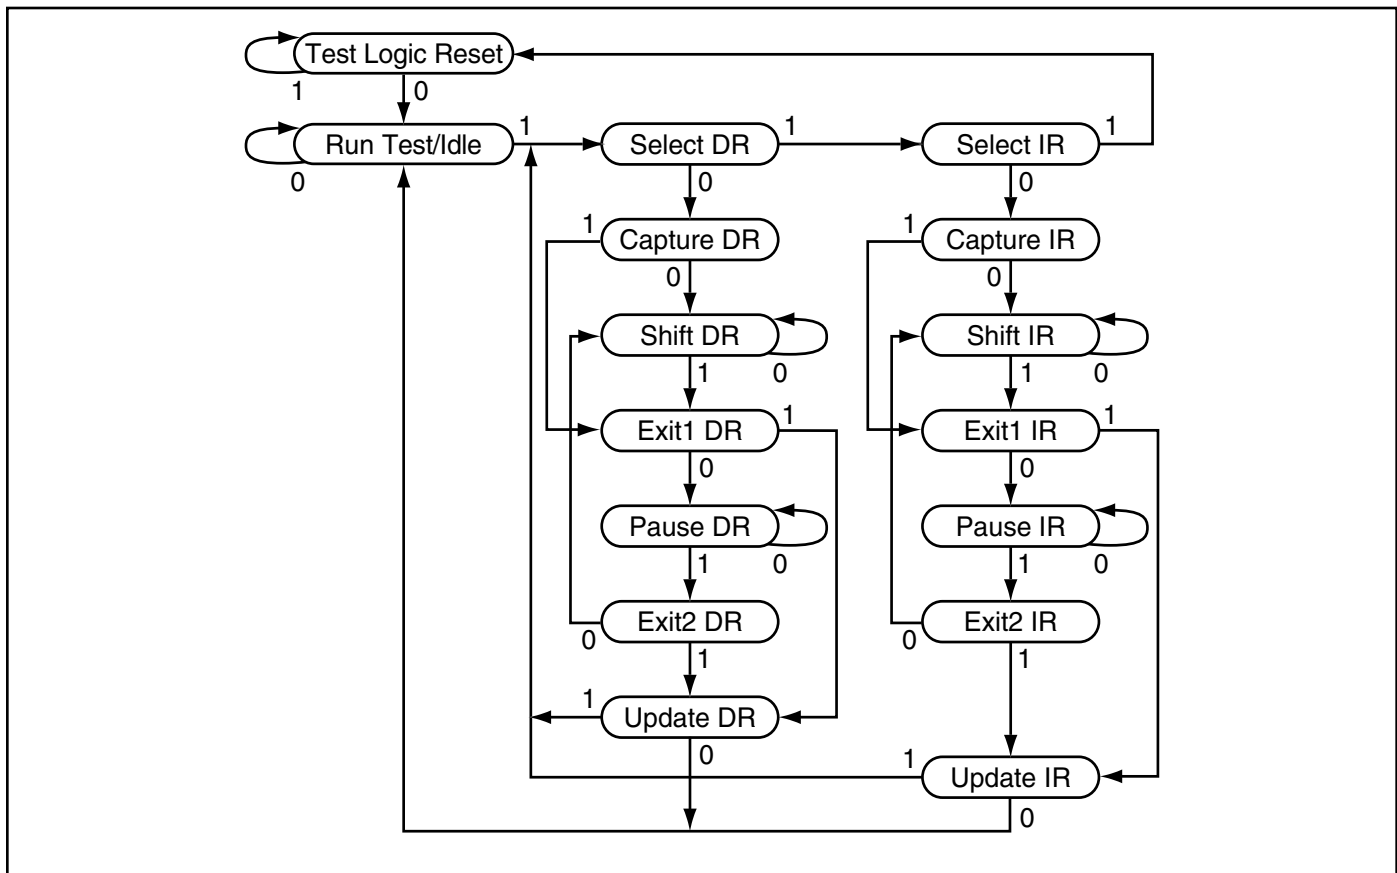 Test Logic Reset
1 0
Run Test/Idle 1 Select DR 1 Select IR 1
0 0 0
1 Capture DR 1 Capture IR
0 0
Shift DR Shift IR
1 0 1 0
Exit1 DR 1 Exit1 IR 1
0 0
Pause DR Pause IR
1 0 1 0
Exit2 DR Exit2 IR
0 1 0 1
1 Update DR
0 1 Update IR
0